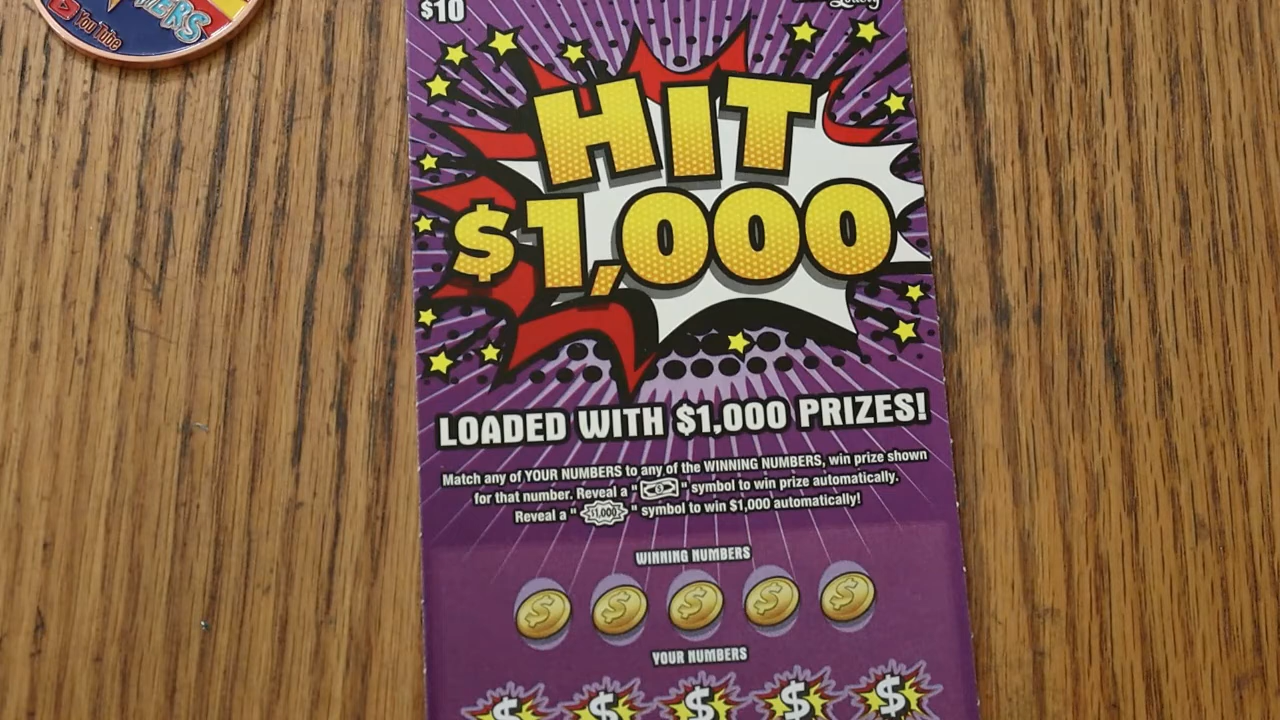 $10
Lottery
YouTube
HIT
$1,000
LOADED WITH $1,000 PRIZES!
Match any of YOUR NUMBERS to any of the WINNING NUMBERS, win prize shown
for that number. Reveal a " " symbol to win prize automatically.
Reveal a " $1,000 " symbol to win $1,000 automatically!
WINNING NUMBERS
$ $ $ $ $
YOUR NUMBERS
$ $ $ $ $